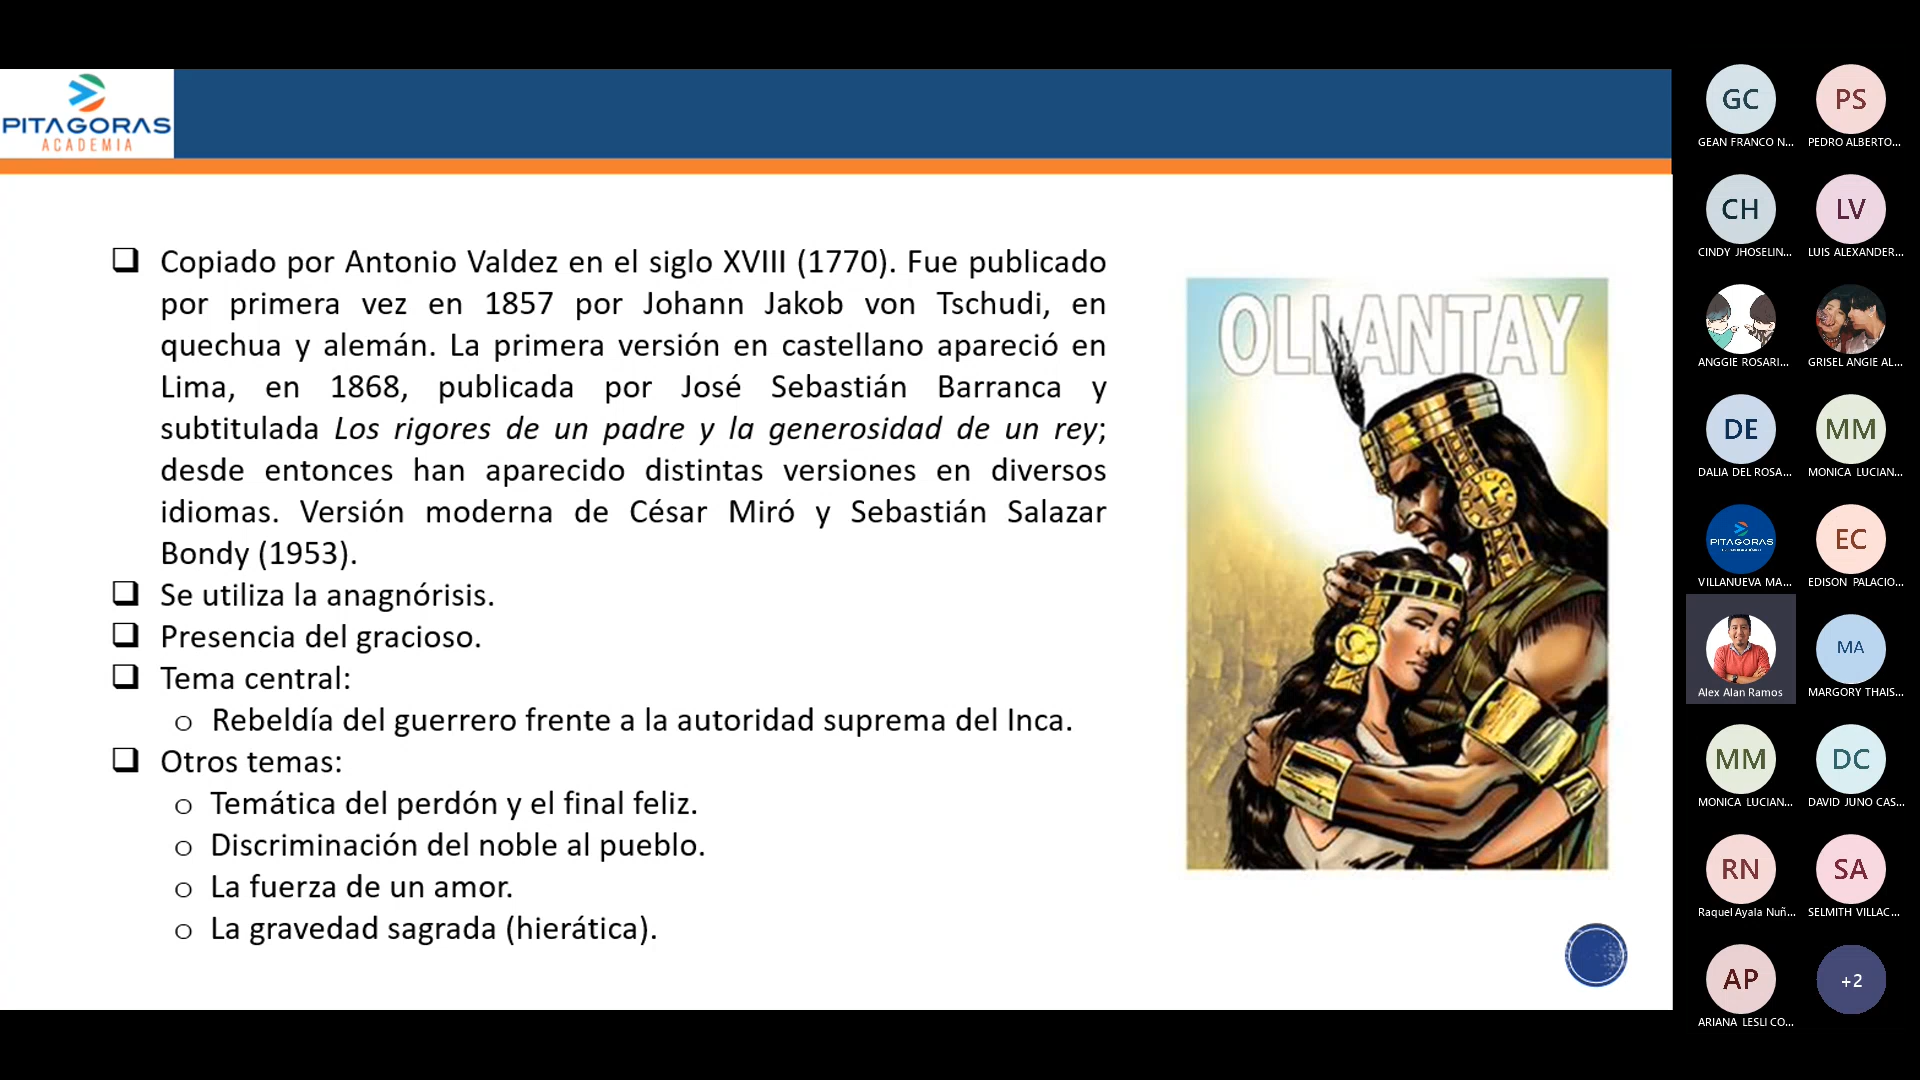 PITAGORAS
ACADEMIA
Copiado por Antonio Valdez en el siglo XVIII (1770). Fue publicado
por primera vez en 1857 por Johann Jakob von Tschudi, en
quechua y alemán. La primera versión en castellano apareció en
Lima, en 1868, publicada por José Sebastián Barranca y
subtitulada Los rigores de un padre y la generosidad de un rey;
desde entonces han aparecido distintas versiones en diversos
idiomas. Versión moderna de César Miró y Sebastián Salazar
Bondy (1953).
Se utiliza la anagnórisis.
Presencia del gracioso.
Tema central:
o Rebeldía del guerrero frente a la autoridad suprema del Inca.
Otros temas:
o Temática del perdón y el final feliz.
o Discriminación del noble al pueblo.
o La fuerza de un amor.
o La gravedad sagrada (hierática).
OLLANTAY
GC
GEAN FRANCO N...
PS
PEDRO ALBERTO...
CH
CINDY JHOSELIN...
LV
LUIS ALEXANDER...
ANGGIE ROSARI...
GRISEL ANGIE AL...
DE
DALIA DEL ROSA...
MM
MONICA LUCIAN...
PITAGORAS
VILLANUEVA MA...
EC
EDISON PALACIO...
Alex Alan Ramos
MA
MARGORY THAIS...
MM
MONICA LUCIAN...
DC
DAVID JUNO CAS...
RN
Raquel Ayala Nuñ...
SA
SELMITH VILLAC...
AP
ARIANA LESLI CO...
+2